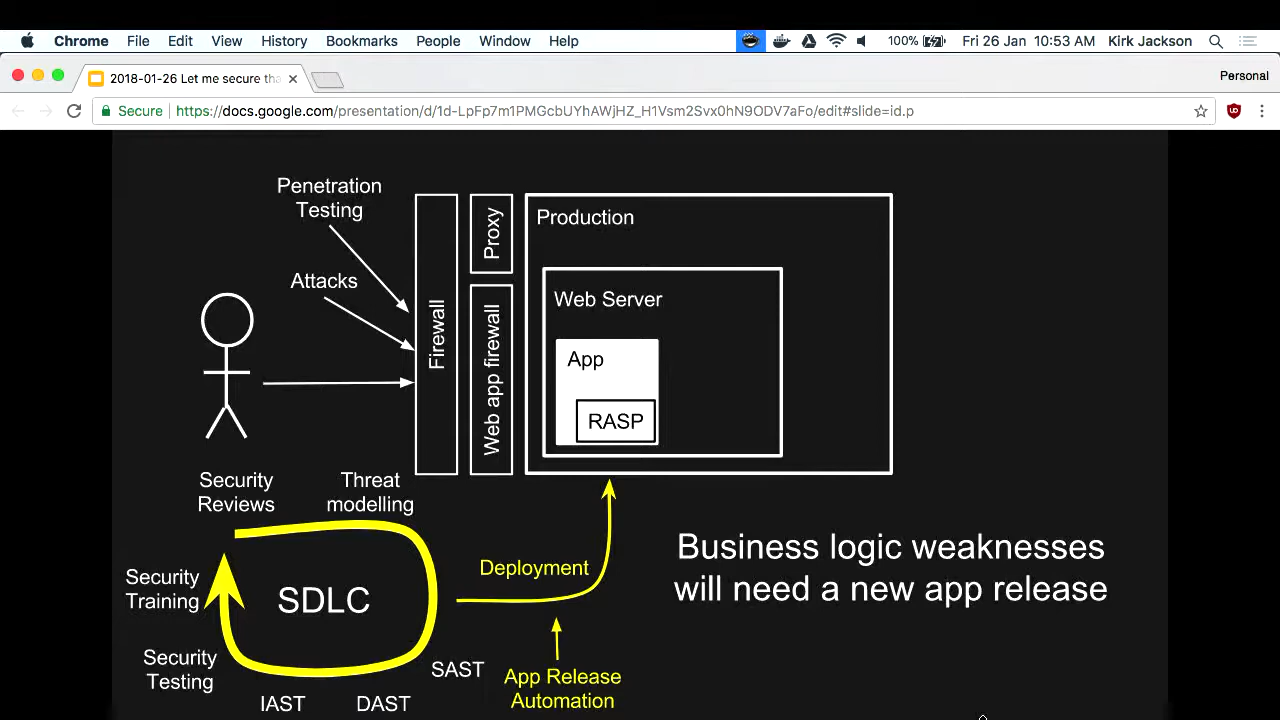 Chrome File Edit View History Bookmarks People Window Help 100% Fri 26 Jan 10:53 AM Kirk Jackson
2018-01-26 Let me secure tha
Personal
Secure https://docs.google.com/presentation/d/1d-LpFp7m1PMGcbUYhAWjHZ_H1Vsm2Svx0hN9ODV7aFo/edit#slide=id.p
Penetration
Testing
Attacks
Firewall
Proxy
Web app firewall
Production
Web Server
App
RASP
Security
Reviews
Threat
modelling
Security
Training
SDLC
Security
Testing
IAST
DAST
SAST
Deployment
App Release
Automation
Business logic weaknesses
will need a new app release